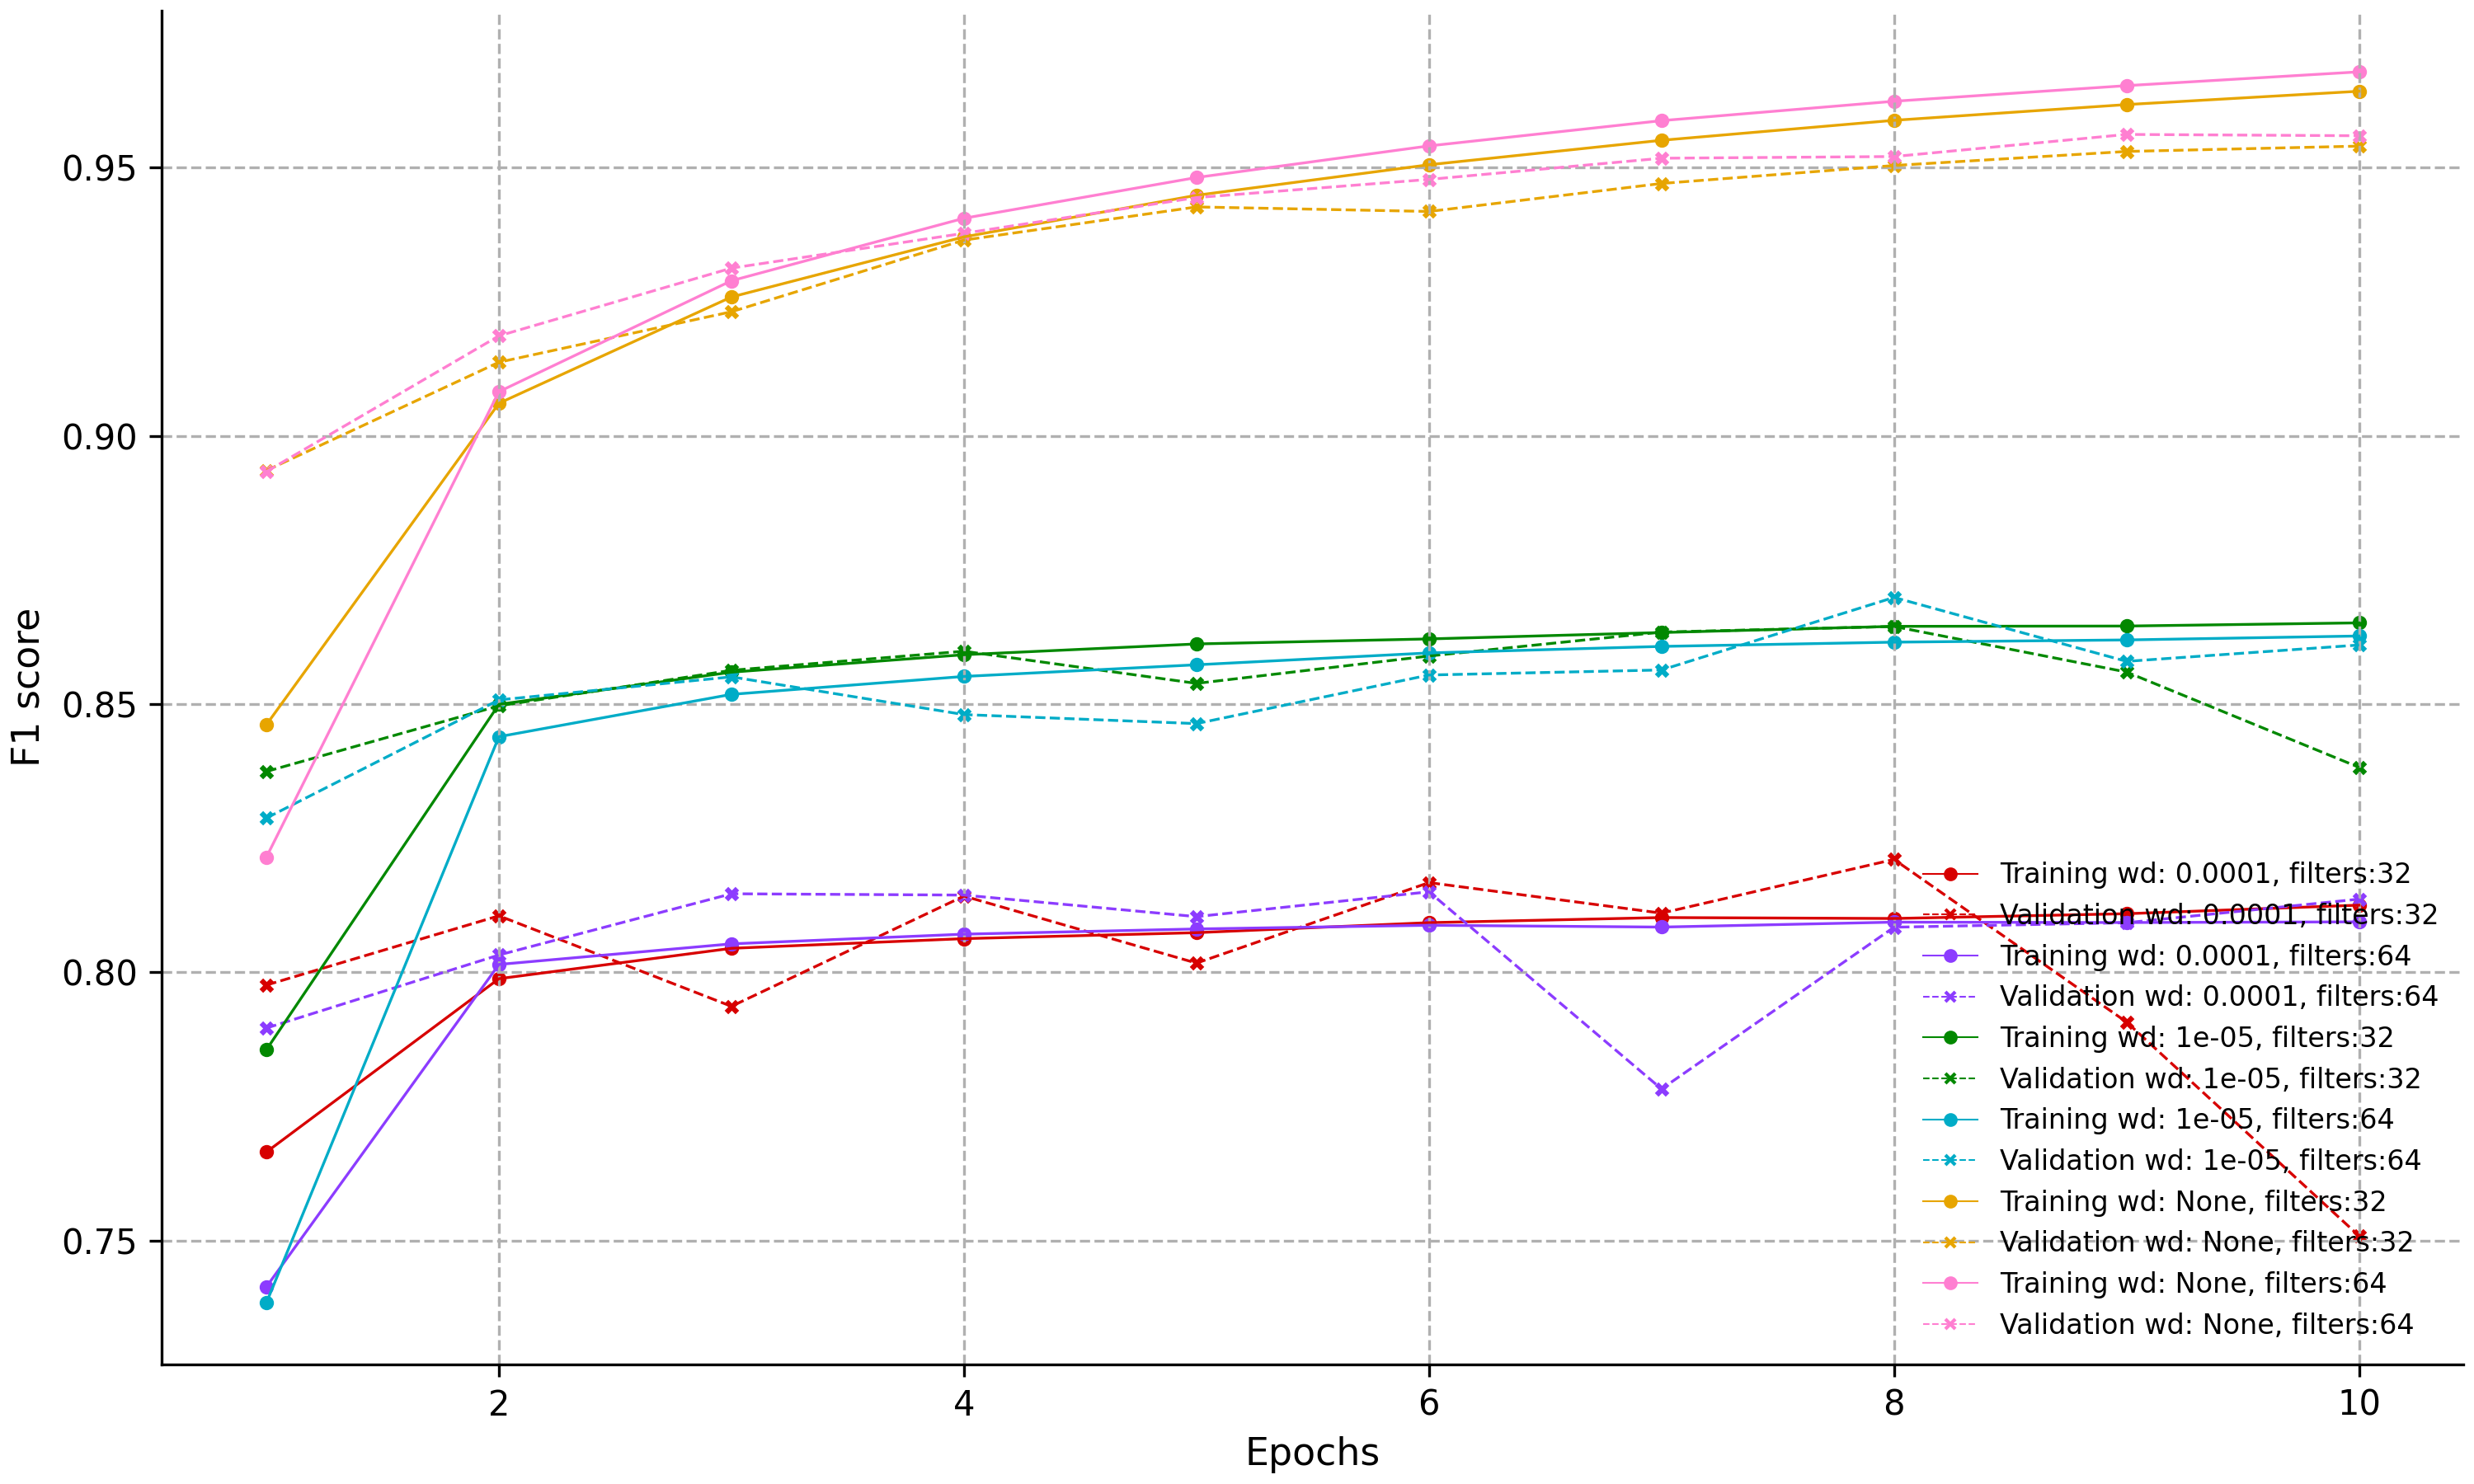 0.95
0.90
0.85
0.80
0.75
F1 score
Training wd: 0.0001, filters:32
Validation wd: 0.0001, filters:32
Training wd: 0.0001, filters:64
Validation wd: 0.0001, filters:64
Training wd: 1e-05, filters:32
Validation wd: 1e-05, filters:32
Training wd: 1e-05, filters:64
Validation wd: 1e-05, filters:64
Training wd: None, filters:32
Validation wd: None, filters:32
Training wd: None, filters:64
Validation wd: None, filters:64
2 4 6 8 10
Epochs